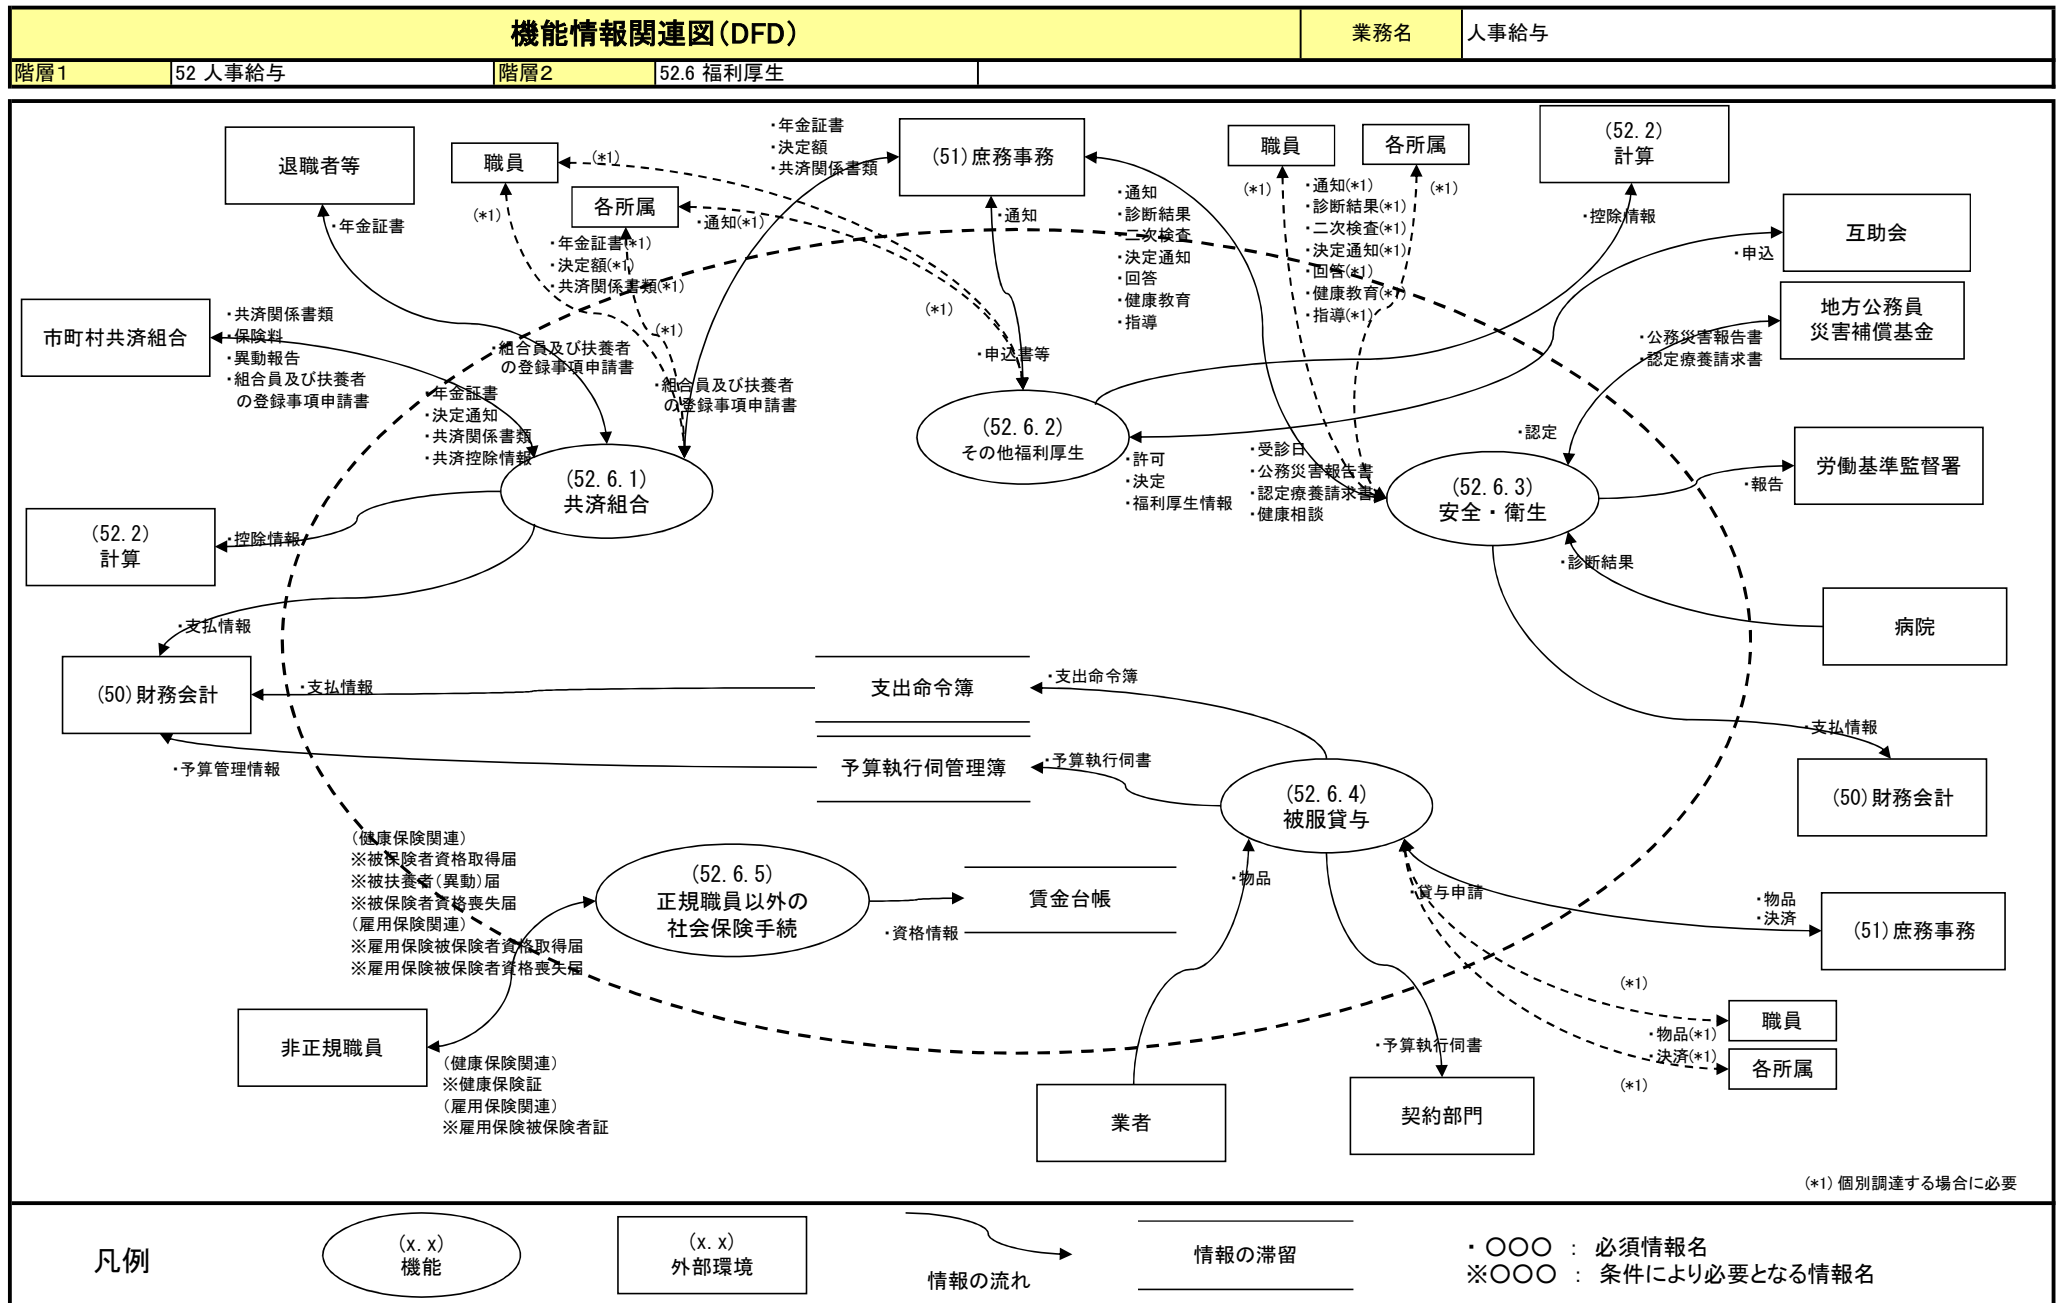 機能情報関連図(DFD)
業務名
人事給与
階層1
52 人事給与
階層2
52.6 福利厚生
退職者等
職員
(*1)
各所属
(*1)
・通知(*1)
・年金証書
・決定額
・共済関係書類
(51)庶務事務
・通知
・通知
・診断結果
・二次検査
・決定通知
・回答
・健康教育
・指導
職員
(*1)
各所属
(*1)
・通知(*1)
・診断結果(*1)
・二次検査(*1)
・決定通知(*1)
・回答(*1)
・健康教育(*1)
・指導(*1)
(52.2)
計算
・控除情報
互助会
・申込
地方公務員
災害補償基金
・公務災害報告書
・認定療養請求書
・年金証書
・年金証書(*1)
・決定額(*1)
・共済関係書類(*1)
(*1)
(*1)
市町村共済組合
・共済関係書類
・保険料
・異動報告
・組合員及び扶養者
の登録事項申請書
・年金証書
・決定通知
・共済関係書類
・共済控除情報
・組合員及び扶養者
の登録事項申請書
・組合員及び扶養者
の登録事項申請書
・申込書等
(52.6.1)
共済組合
(52.6.2)
その他福利厚生
・許可
・決定
・福利厚生情報
・受診日
・公務災害報告書
・認定療養請求書
・健康相談
(52.6.3)
安全・衛生
・認定
労働基準監督署
・報告
・診断結果
病院
(52.2)
計算
・控除情報
・支払情報
(50)財務会計
・支払情報
支出命令簿
・支出命令簿
・予算管理情報
予算執行伺管理簿
・予算執行伺書
(52.6.4)
被服貸与
・支払情報
(50)財務会計
(健康保険関連)
※被保険者資格取得届
※被扶養者(異動)届
※被保険者資格喪失届
(雇用保険関連)
※雇用保険被保険者資格取得届
※雇用保険被保険者資格喪失届
(52.6.5)
正規職員以外の
社会保険手続
・資格情報
賃金台帳
・物品
・貸与申請
・物品
・決済
(51)庶務事務
(*1)
職員
・物品(*1)
・決済(*1)
各所属
(*1)
非正規職員
(健康保険関連)
※健康保険証
(雇用保険関連)
※雇用保険被保険者証
業者
・予算執行伺書
契約部門
(*1)個別調達する場合に必要
凡例
(x.x)
機能
(x.x)
外部環境
情報の流れ
情報の滞留
・〇〇〇 : 必須情報名
※〇〇〇 : 条件により必要となる情報名